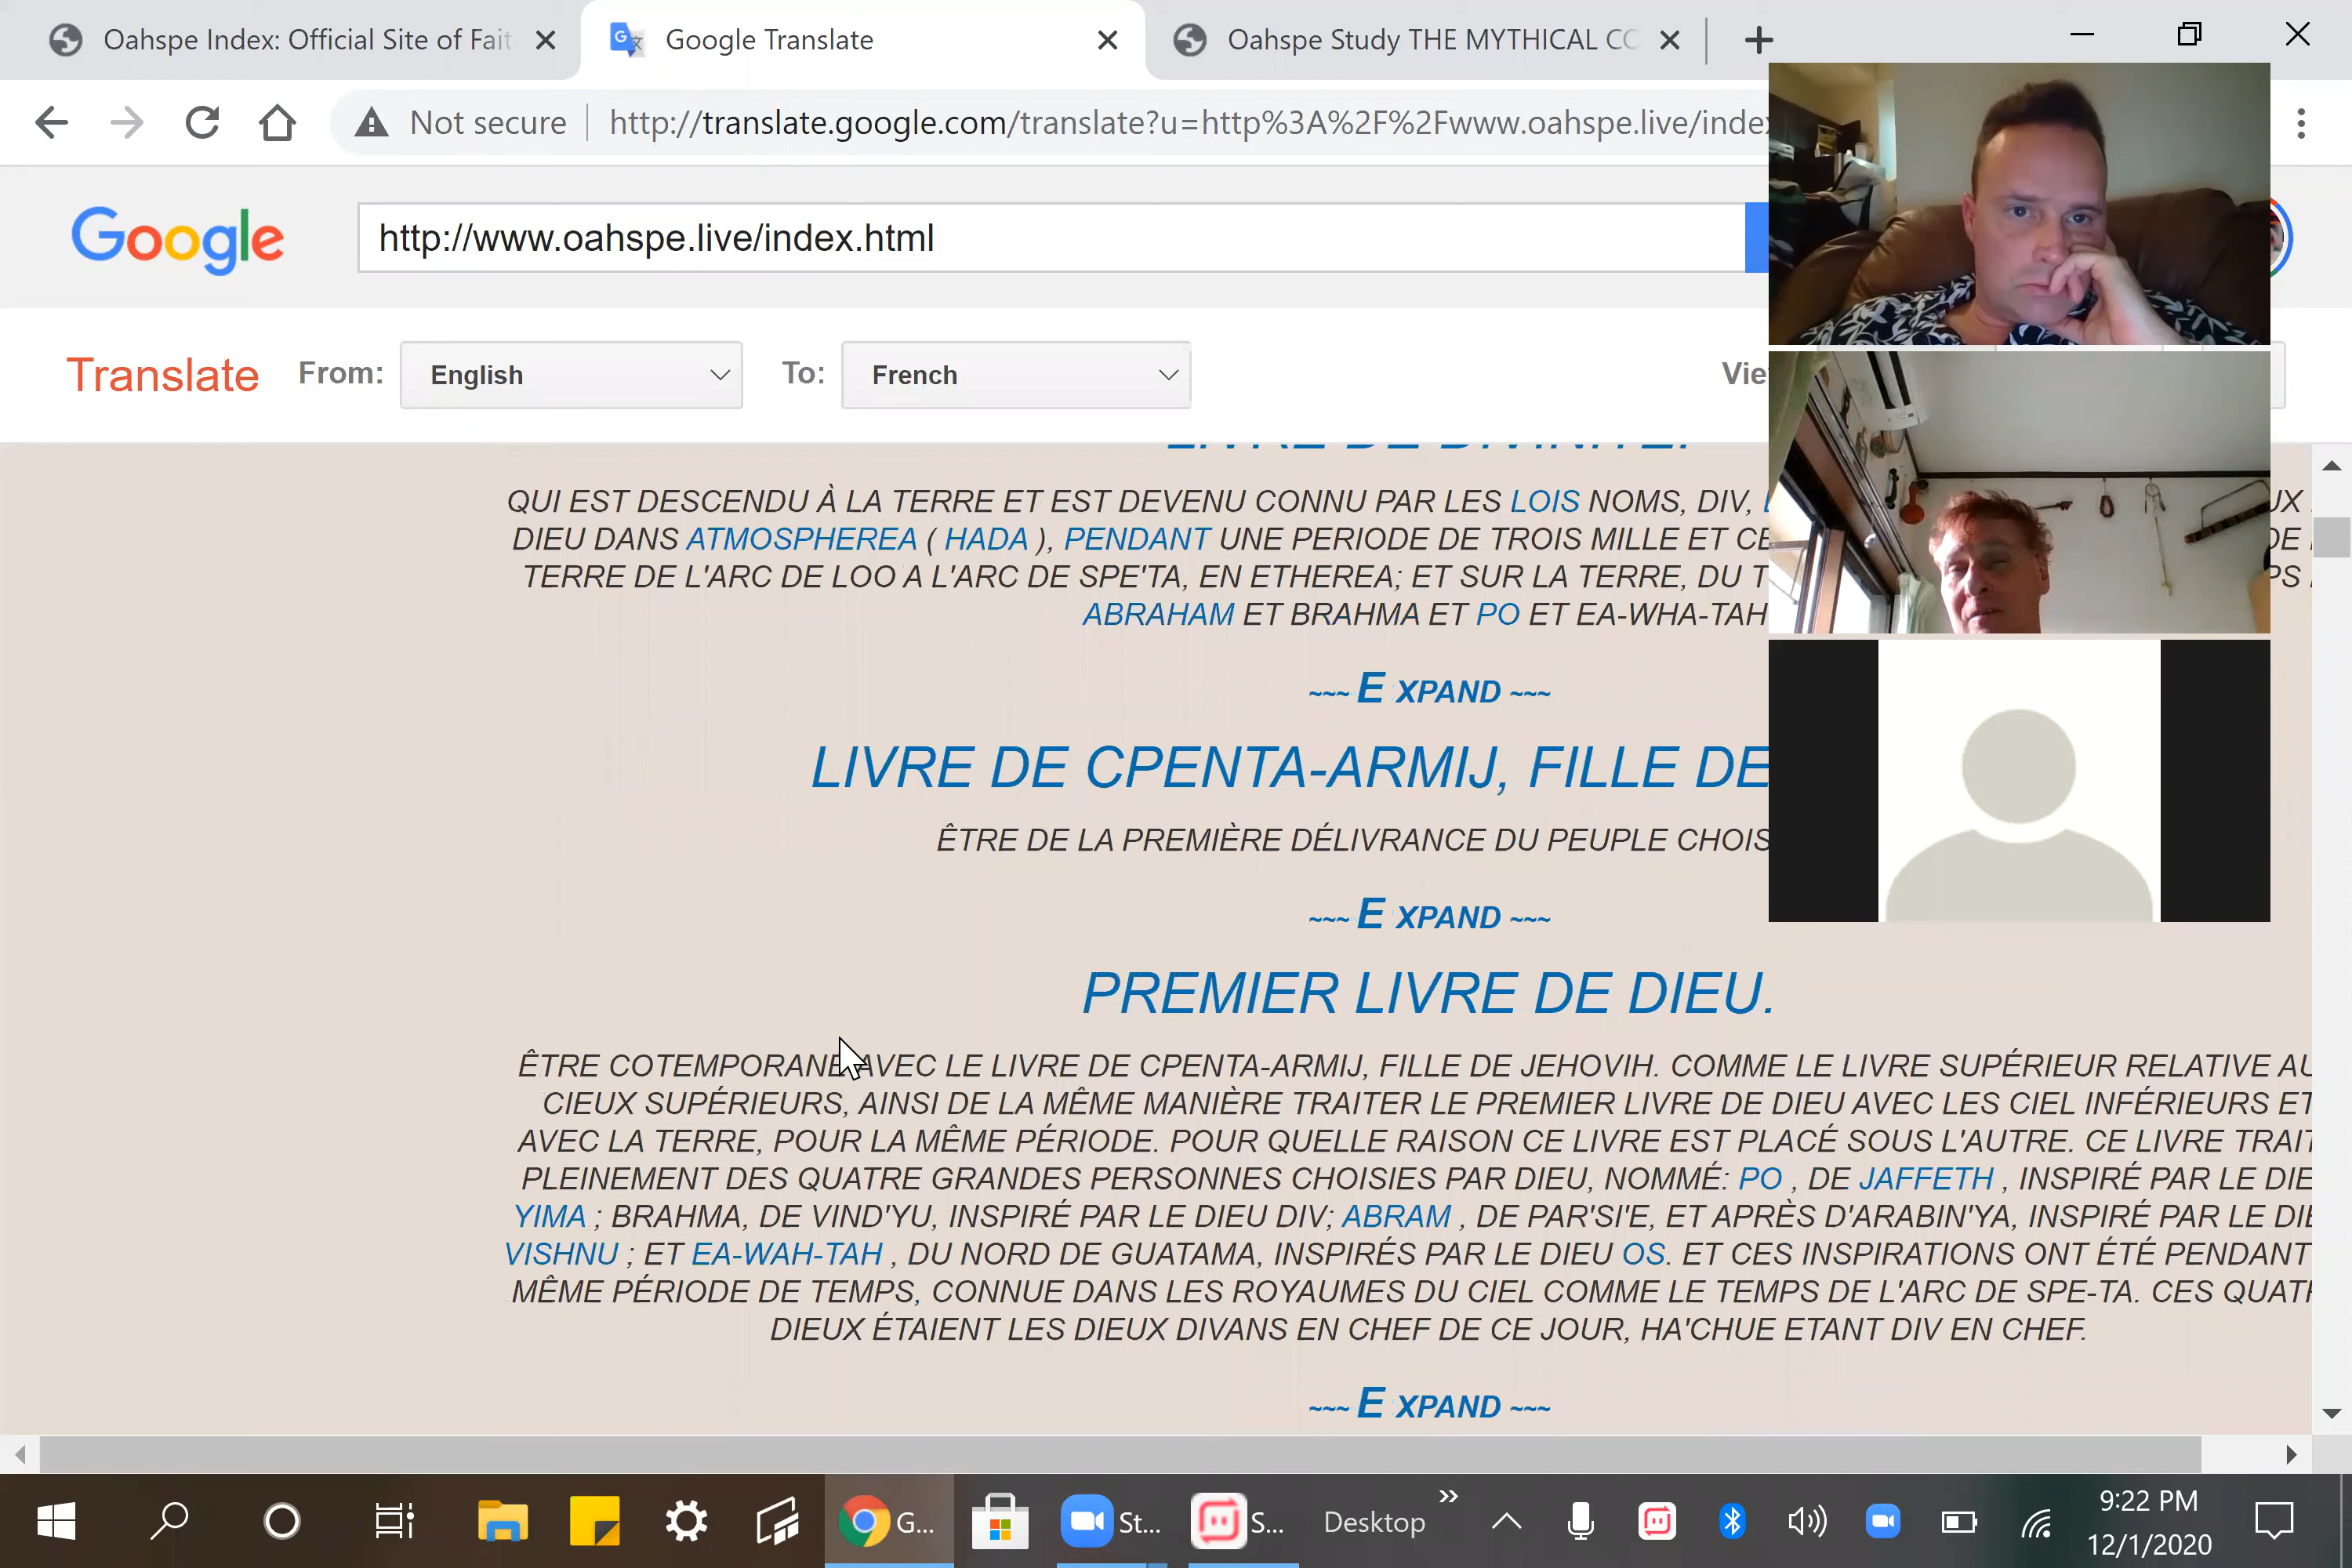 Oahspe Index: Official Site of Fait
Google Translate
Oahspe Study THE MYTHICAL CO
Not secure
http://translate.google.com/translate?u=http%3A%2F%2Fwww.oahspe.live/index
Google
http://www.oahspe.live/index.html
Translate
From:
English
To:
French
Vie
LIVRE DE DIVINITÉ.
QUI EST DESCENDU À LA TERRE ET EST DEVENU CONNU PAR LES LOIS NOMS, DIV,
DIEU DANS ATMOSPHEREA ( HADA ), PENDANT UNE PERIODE DE TROIS MILLE ET CE
TERRE DE L'ARC DE LOO A L'ARC DE SPE'TA, EN ETHEREA; ET SUR LA TERRE, DU T
ABRAHAM ET BRAHMA ET PO ET EA-WHA-TAH
~~~ E XPAND ~~~
LIVRE DE CPENTA-ARMIJ, FILLE DE
ÊTRE DE LA PREMIÈRE DÉLIVRANCE DU PEUPLE CHOIS
~~~ E XPAND ~~~
PREMIER LIVRE DE DIEU.
ÊTRE COTEMPORANE AVEC LE LIVRE DE CPENTA-ARMIJ, FILLE DE JEHOVIH. COMME LE LIVRE SUPÉRIEUR RELATIVE AU
CIEUX SUPÉRIEURS, AINSI DE LA MÊME MANIÈRE TRAITER LE PREMIER LIVRE DE DIEU AVEC LES CIEL INFÉRIEURS ET
AVEC LA TERRE, POUR LA MÊME PÉRIODE. POUR QUELLE RAISON CE LIVRE EST PLACÉ SOUS L'AUTRE. CE LIVRE TRAIT
PLEINEMENT DES QUATRE GRANDES PERSONNES CHOISIES PAR DIEU, NOMMÉ: PO , DE JAFFETH , INSPIRÉ PAR LE DIE
YIMA ; BRAHMA, DE VIND'YU, INSPIRÉ PAR LE DIEU DIV; ABRAM , DE PAR'SI'E, ET APRÈS D'ARABIN'YA, INSPIRÉ PAR LE DIE
VISHNU ; ET EA-WAH-TAH , DU NORD DE GUATAMA, INSPIRÉS PAR LE DIEU OS. ET CES INSPIRATIONS ONT ÉTÉ PENDANT
MÊME PÉRIODE DE TEMPS, CONNUE DANS LES ROYAUMES DU CIEL COMME LE TEMPS DE L'ARC DE SPE-TA. CES QUATR
DIEUX ÉTAIENT LES DIEUX DIVANS EN CHEF DE CE JOUR, HA'CHUE ETANT DIV EN CHEF.
~~~ E XPAND ~~~
G...
St...
S...
Desktop
9:22 PM
12/1/2020